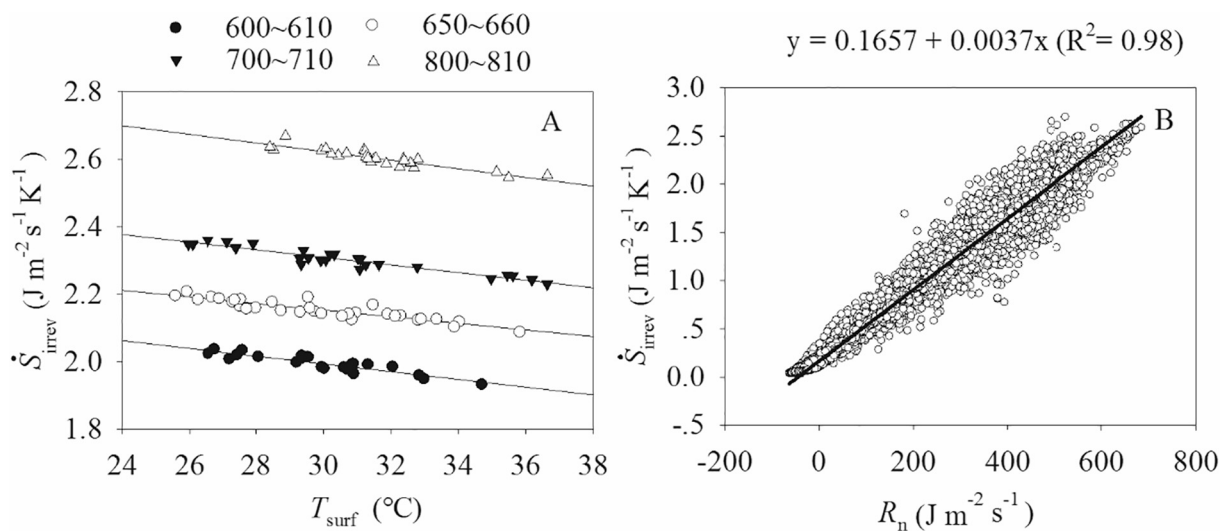 600~610 650~660
700~710 800~810
y = 0.1657 + 0.0037x (R²= 0.98)
A
2.8
2.6
2.4
2.2
2.0
1.8
Ṡirrev (J m⁻² s⁻¹ K⁻¹)
24 26 28 30 32 34 36 38
Tsurf (°C)
B
3.0
2.5
2.0
1.5
1.0
.5
0.0
-.5
Ṡirrev (J m⁻² s⁻¹ K⁻¹)
-200 0 200 400 600 800
Rn (J m⁻² s⁻¹)